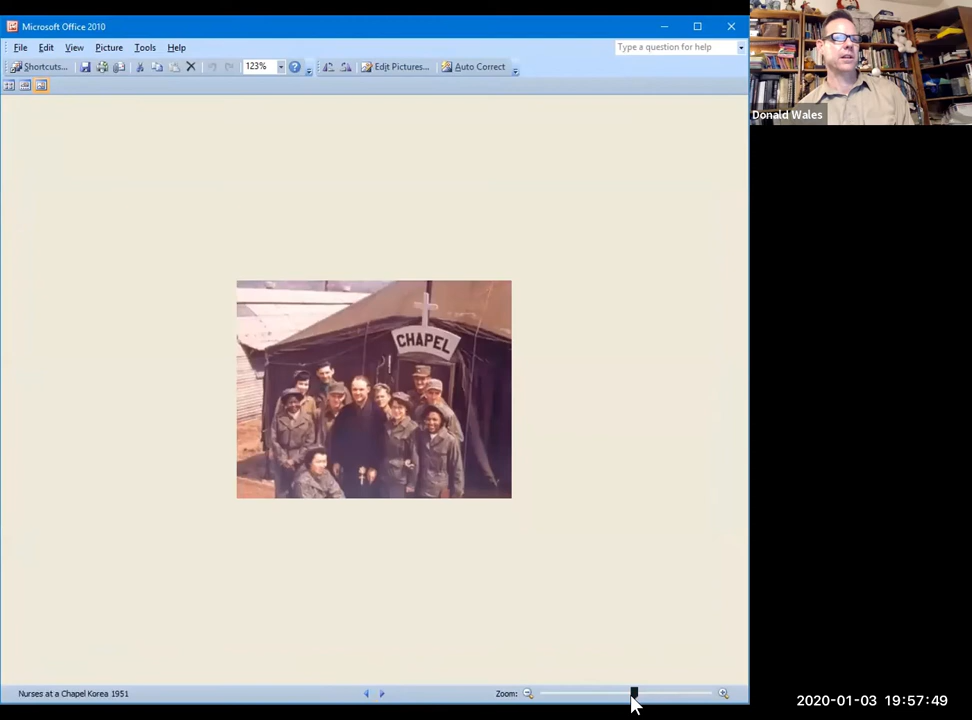 Microsoft Office 2010
File Edit View Picture Tools Help
Type a question for help
Shortcuts...
123%
Edit Pictures...
Auto Correct
Donald Wales
CHAPEL
Nurses at a Chapel Korea 1951
Zoom:
2020-01-03 19:57:49